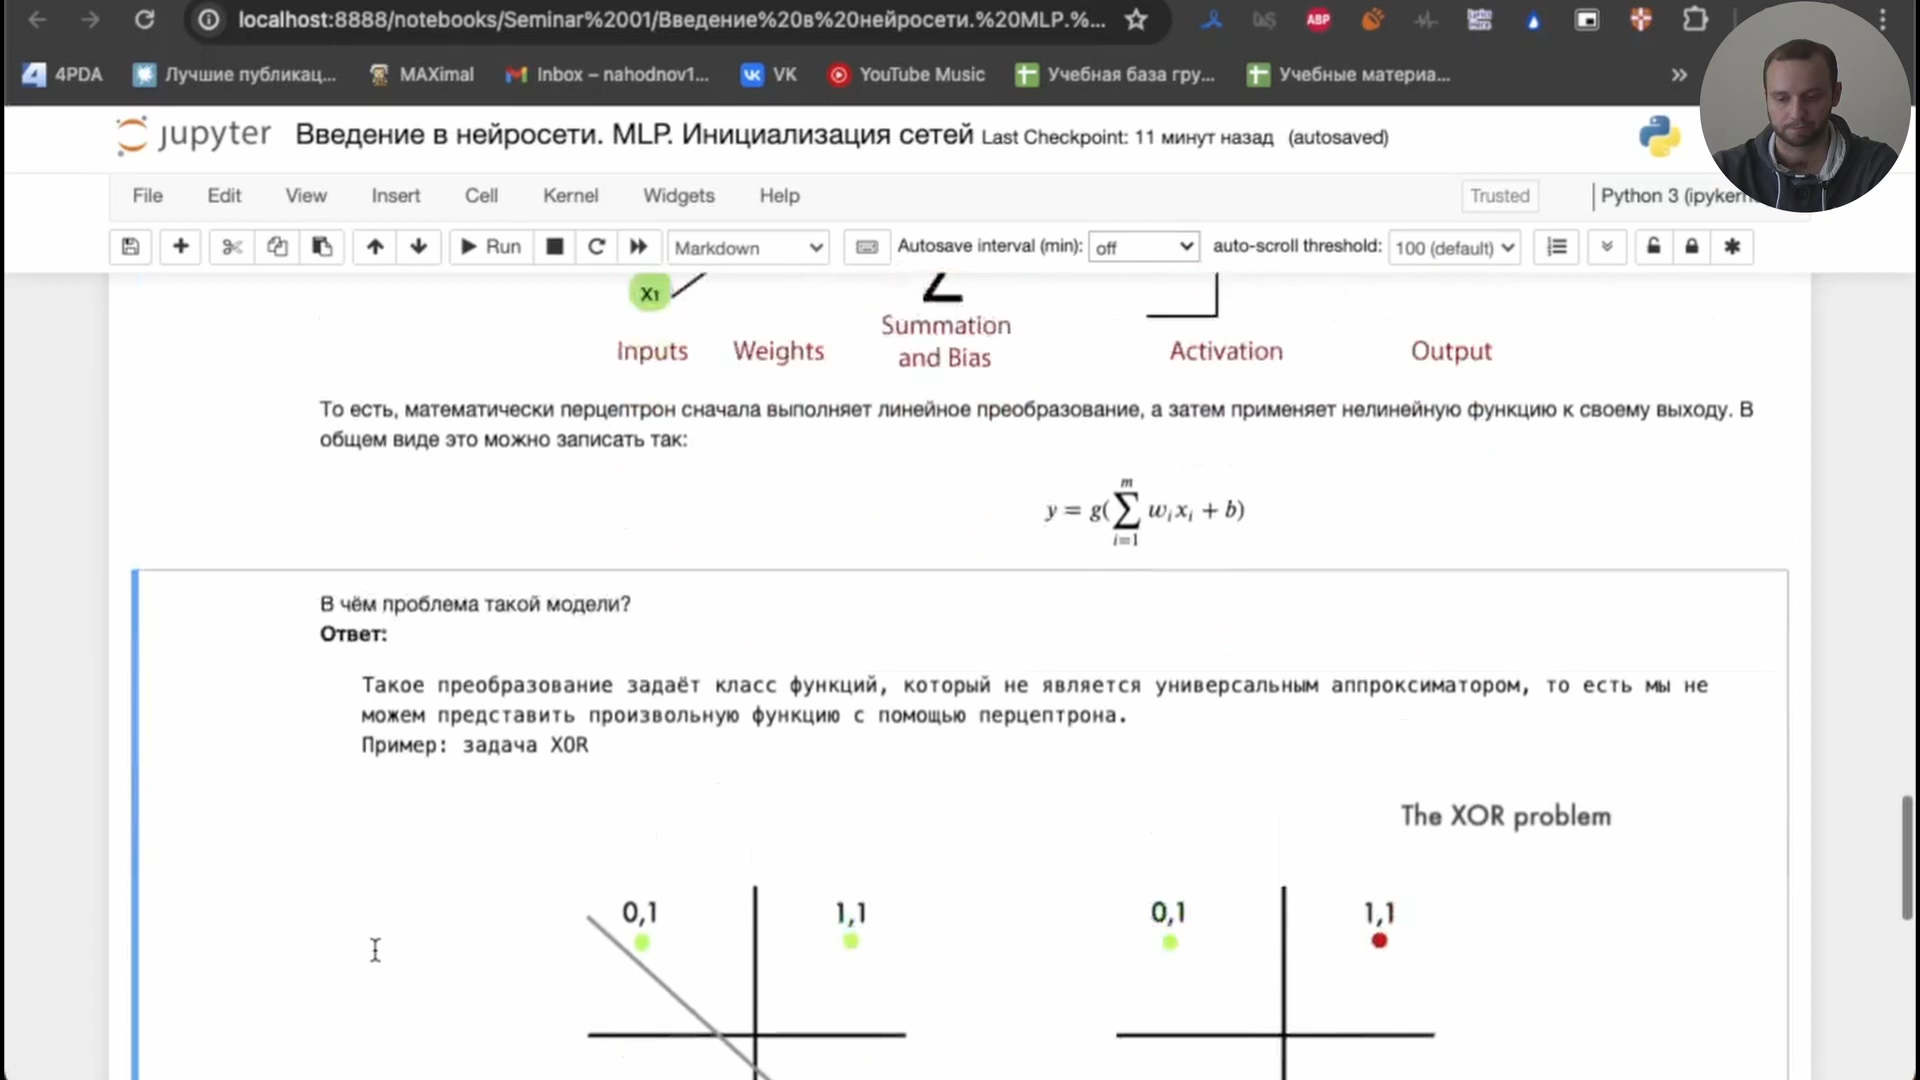 localhost:8888/notebooks/Seminar%2001/Введение%20в%20нейросети.%20MLP.%...
ABP
4PDA
Лучшие публикац...
MAXimal
Inbox – nahodnov1...
VK
YouTube Music
Учебная база гру...
Учебные материа...
»
jupyter Введение в нейросети. MLP. Инициализация сетей Last Checkpoint: 11 минут назад (autosaved)
File Edit View Insert Cell Kernel Widgets Help Trusted Python 3 (ipykern
Run Markdown Autosave interval (min): off auto-scroll threshold: 100 (default)
X1
Σ
Summation
and Bias
Inputs Weights Activation Output
То есть, математически перцептрон сначала выполняет линейное преобразование, а затем применяет нелинейную функцию к своему выходу. В
общем виде это можно записать так:
y = g(∑_{i=1}^{m} w_i x_i + b)
В чём проблема такой модели?
Ответ:
Такое преобразование задаёт класс функций, который не является универсальным аппроксиматором, то есть мы не
можем представить произвольную функцию с помощью перцептрона.
Пример: задача XOR
The XOR problem
0,1 1,1 0,1 1,1